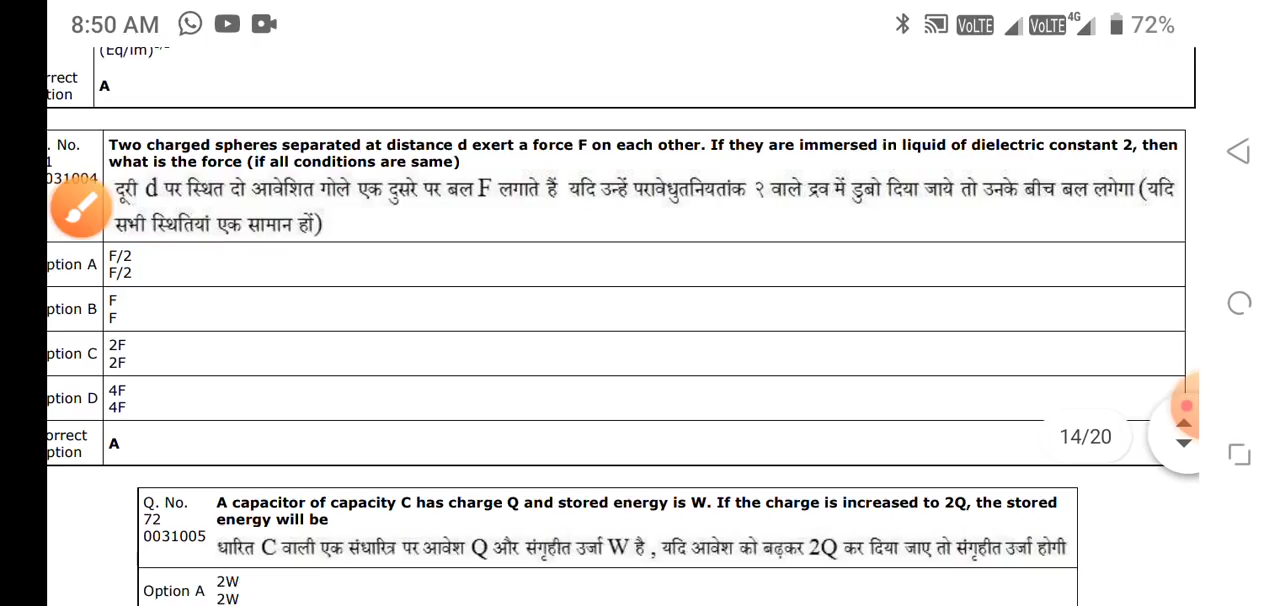 8:50 AM
VoLTE VoLTE 4G 72%
rrect
tion
A
. No.
1
031004
Two charged spheres separated at distance d exert a force F on each other. If they are immersed in liquid of dielectric constant 2, then
what is the force (if all conditions are same)
दूरी d पर स्थित दो आवेशित गोले एक दुसरे पर बल F लगाते हैं यदि उन्हें परावेधुतनियतांक २ वाले द्रव में डुबो दिया जाये तो उनके बीच बल लगेगा (यदि
सभी स्थितियां एक सामान हों)
ption A
F/2
F/2
ption B
F
F
ption C
2F
2F
ption D
4F
4F
orrect
ption
A
14/20
Q. No.
72
0031005
A capacitor of capacity C has charge Q and stored energy is W. If the charge is increased to 2Q, the stored
energy will be
धारित C वाली एक संधारित्र पर आवेश Q और संगृहीत उर्जा W है , यदि आवेश को बढ़कर 2Q कर दिया जाए तो संगृहीत उर्जा होगी
Option A
2W
2W